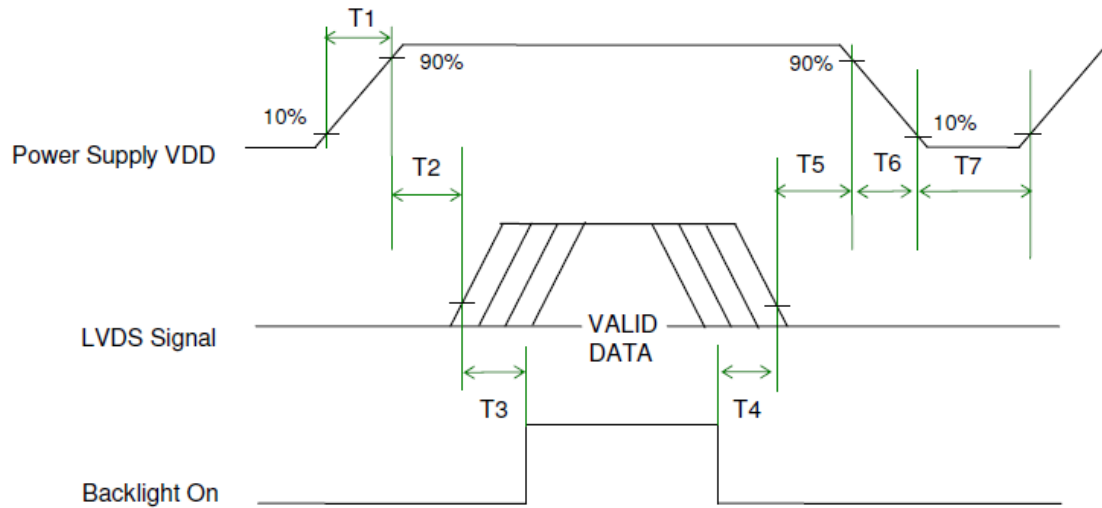 T1
90%
90%
10%
10%
Power Supply VDD
T2
T5
T6
T7
LVDS Signal
VALID
DATA
T3
T4
Backlight On